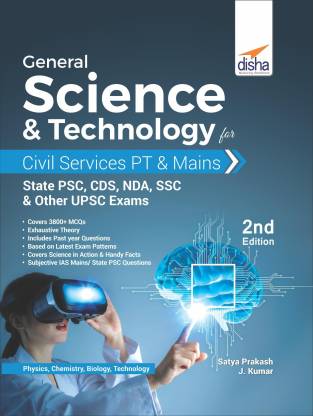 disha
General
Science
& Technology for
Civil Services PT & Mains
State PSC, CDS, NDA, SSC
& Other UPSC Exams
• Covers 3800+ MCQs
• Exhaustive Theory
• Includes Past year Questions
• Based on Latest Exam Patterns
• Covers Science in Action & Handy Facts
• Subjective IAS Mains/ State PSC Questions
2nd
Edition
Satya Prakash
J. Kumar
Physics, Chemistry, Biology, Technology